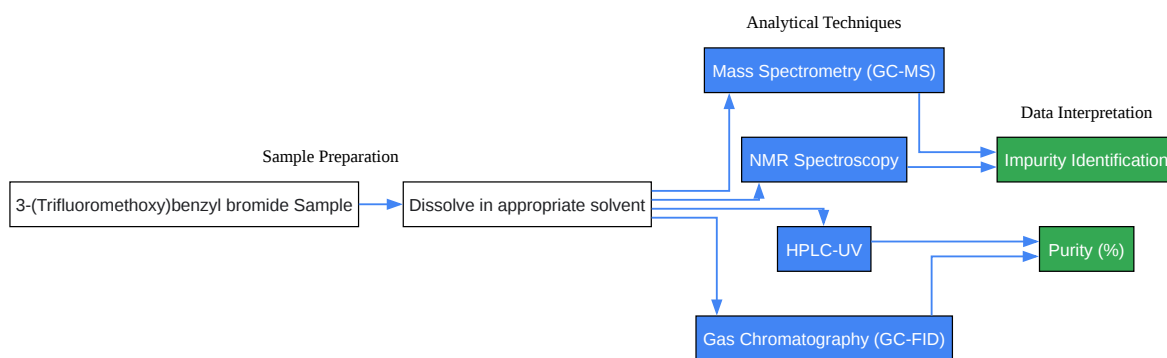 Analytical Techniques
Mass Spectrometry (GC-MS)
Data Interpretation
Sample Preparation
NMR Spectroscopy
Impurity Identification
3-(Trifluoromethoxy)benzyl bromide Sample
Dissolve in appropriate solvent
HPLC-UV
Purity (%)
Gas Chromatography (GC-FID)